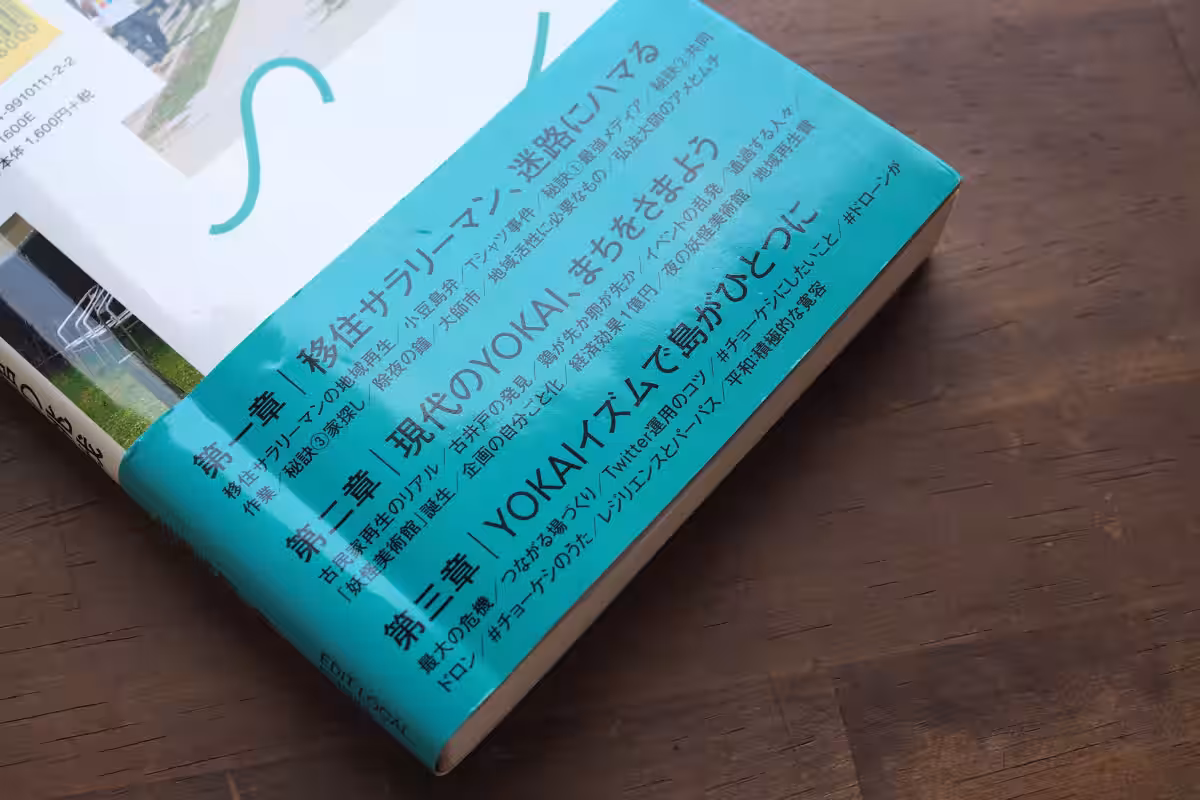 -9910111-2-2
1600E
本体 1,600円+税
第一章｜移住サラリーマン、迷路にハマる
移住サラリーマンの地域再生／小豆島弁／Tシャツ事件／秘訣①最強メディア／秘訣②共同
作業／秘訣③家探し／除夜の鐘／大師市／地域活性に必要なもの／弘法大師のアメとムチ
第二章｜現代のYOKAI、まちをさまよう
古民家再生のリアル／古井戸の発見／鶏が先か卵が先か／イベントの乱発／通過する人々／
「妖怪美術館」誕生／企画の自分ごと化／経済効果1億円／夜の妖怪美術館／地域再生賞
第三章｜YOKAIイズムで島がひとつに
最大の危機／つながる場づくり／Twitter運用のコツ／#チョーケシにしたいこと／#ドローンが
ドロン／#チョーケシのうた／レジリエンスとパーパス／平和:積極的な寛容
EDIT LOCAL